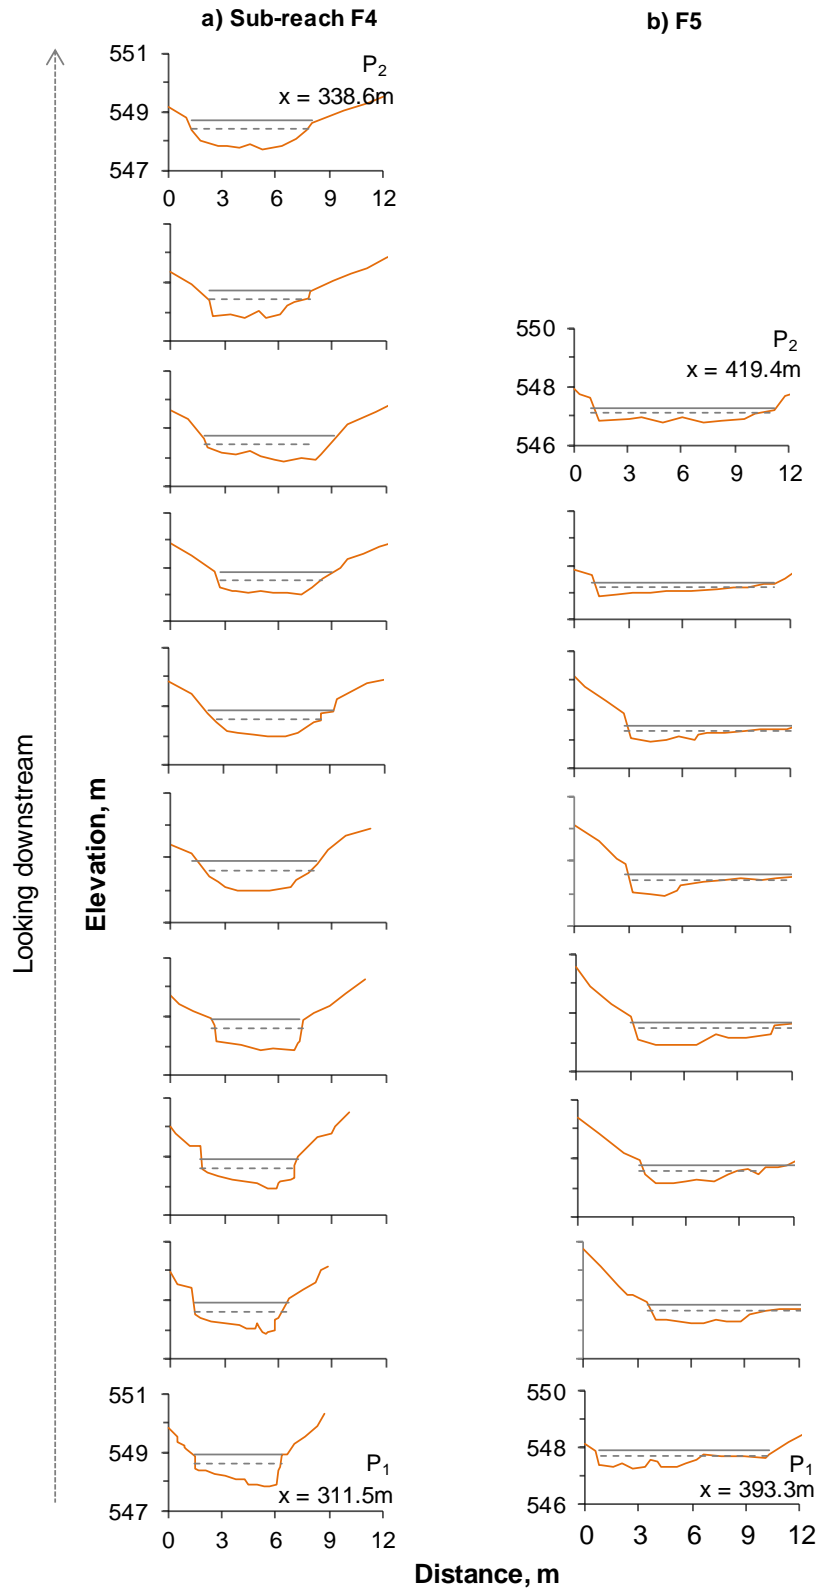 a) Sub-reach F4
b) F5
551
549
547
P2
x = 338.6m
0 3 6 9 12
550
548
546
P2
x = 419.4m
0 3 6 9 12
Looking downstream
Elevation, m
551
549
547
P1
x = 311.5m
0 3 6 9 12
550
548
546
P1
x = 393.3m
0 3 6 9 12
Distance, m